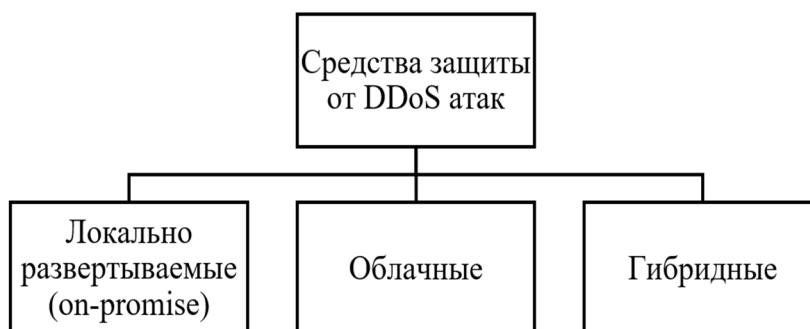 Средства защиты
от DDoS атак
Локально
развертываемые
(on-promise)
Облачные
Гибридные